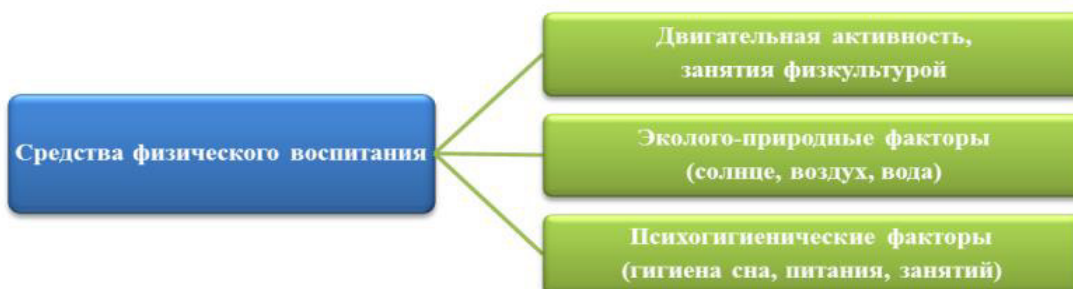 Средства физического воспитания
Двигательная активность,
занятия физкультурой
Эколого-природные факторы
(солнце, воздух, вода)
Психогигиенические факторы
(гигиена сна, питания, занятий)